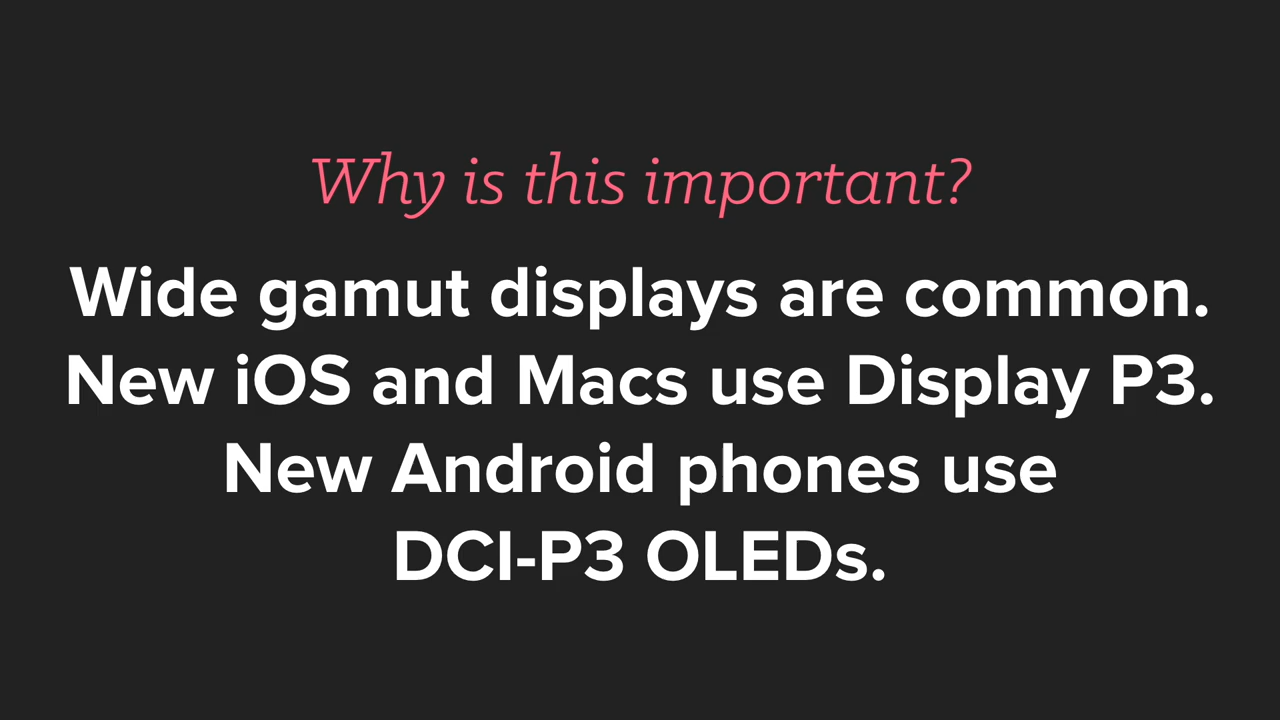 Why is this important?
Wide gamut displays are common.
New iOS and Macs use Display P3.
New Android phones use
DCI-P3 OLEDs.